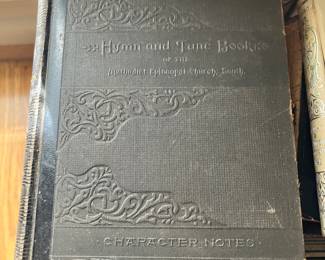 Hymn and Tune Book
OF THE
Methodist Episcopal Church, South.
· CHARACTER NOTES ·